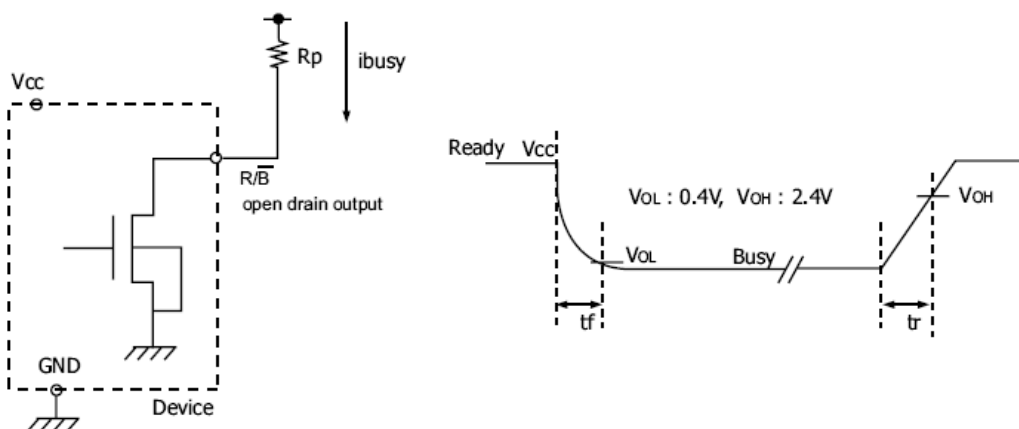 Rp
ibusy
Vcc
R/B̅
open drain output
GND
Device
Ready Vcc
VOL : 0.4V, VOH : 2.4V
VOH
VOL
Busy
tf
tr